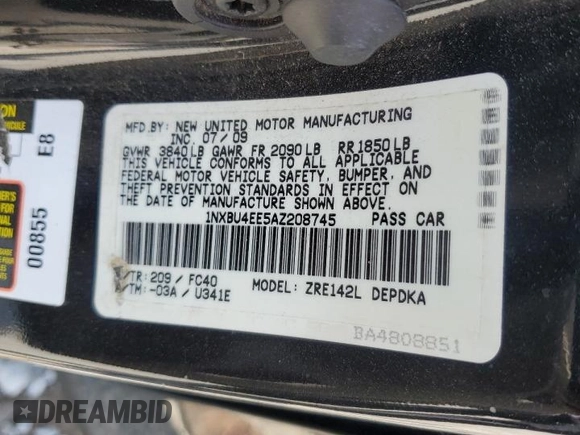 MFD.BY: NEW UNITED MOTOR MANUFACTURING
INC. 07/09
GVWR 3840LB GAWR FR 2090LB RR 1850LB
THIS VEHICLE CONFORMS TO ALL APPLICABLE
FEDERAL MOTOR VEHICLE SAFETY, BUMPER, AND
THEFT PREVENTION STANDARDS IN EFFECT ON
THE DATE OF MANUFACTURE SHOWN ABOVE.
1NXBU4EE5AZ208745 PASS CAR
C/TR: 209 / FC40
A/TM: -03A / U341E
MODEL: ZRE142L DEPDKA
BA4808851
00855 E8
DREAMBID